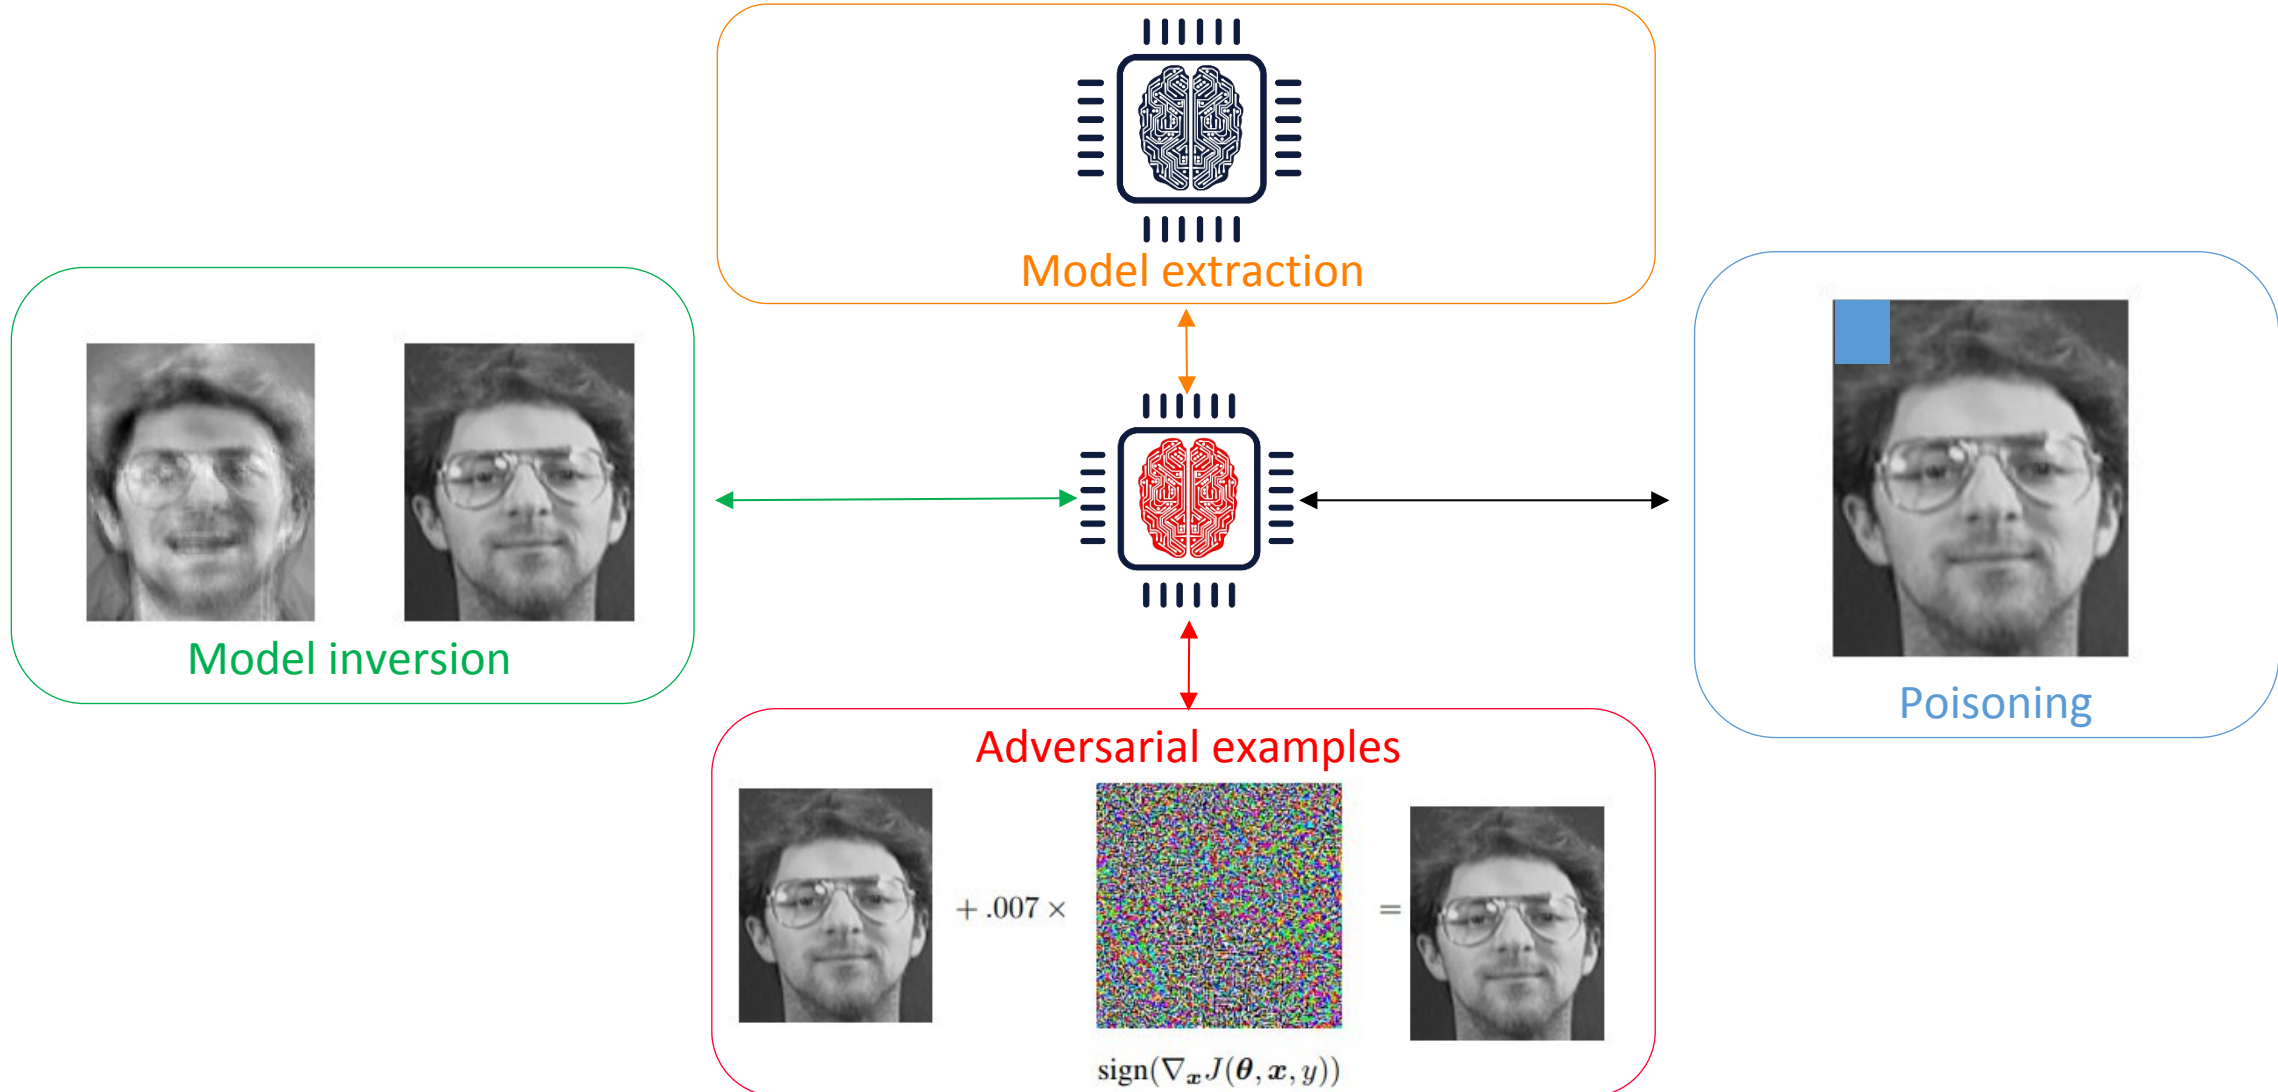 Model extraction
Model inversion
Poisoning
Adversarial examples
+ .007 ×
=
sign(∇ₓJ(θ, x, y))